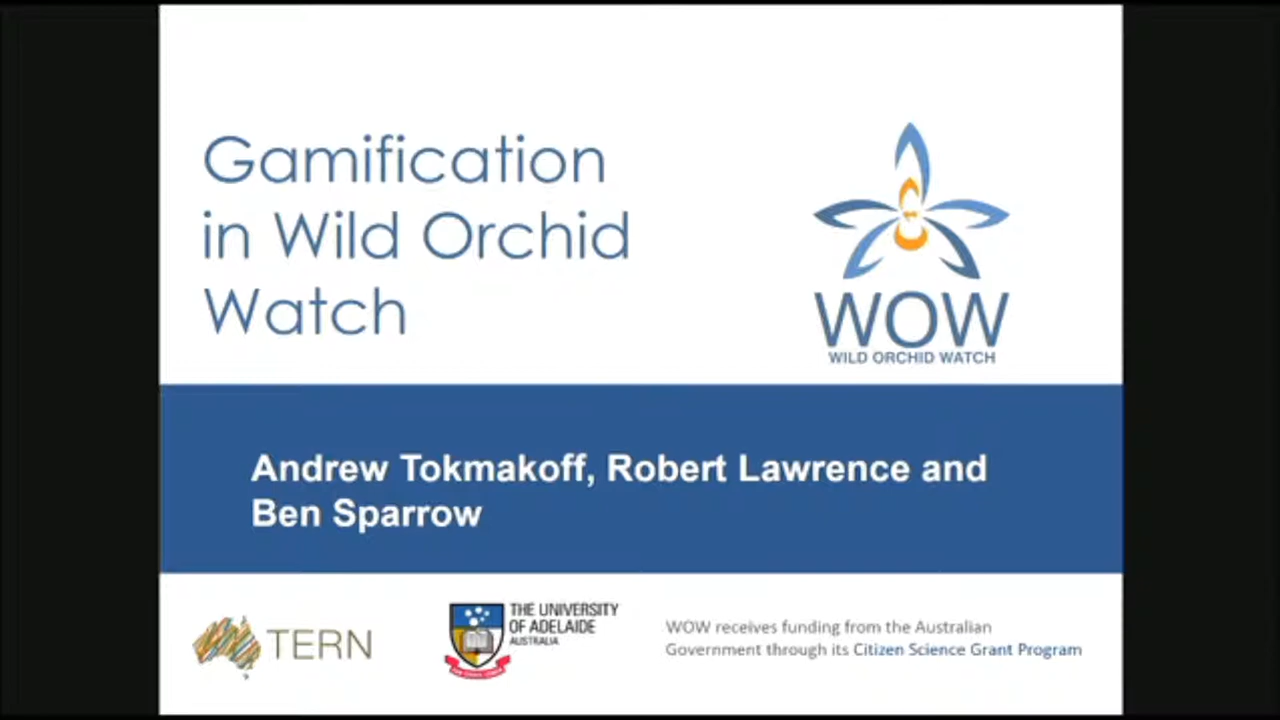 Gamification
in Wild Orchid
Watch
WOW
WILD ORCHID WATCH
Andrew Tokmakoff, Robert Lawrence and
Ben Sparrow
TERN
THE UNIVERSITY
OF ADELAIDE
AUSTRALIA
WOW receives funding from the Australian
Government through its Citizen Science Grant Program